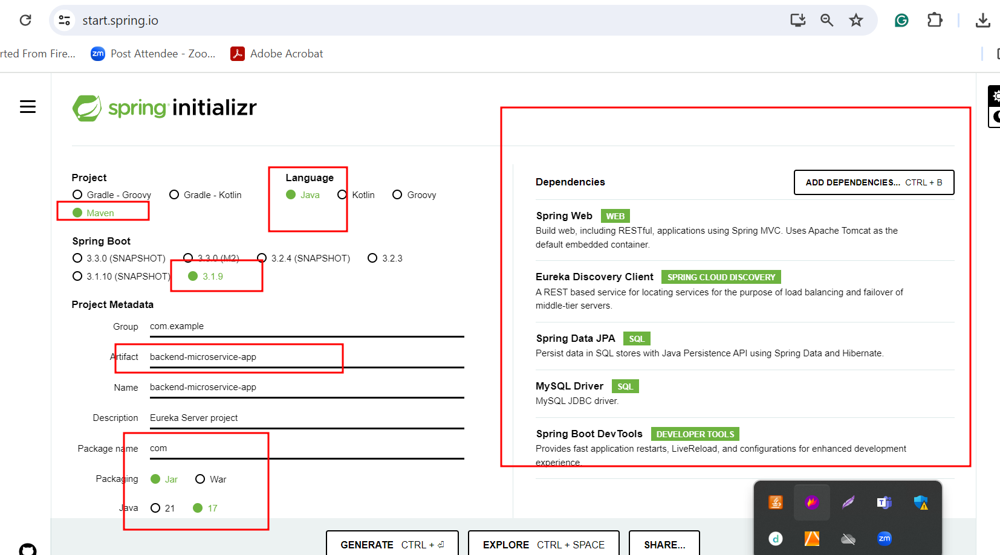 start.spring.io
rted From Fire...
Post Attendee - Zoo...
Adobe Acrobat
spring initializr
Project
Gradle - Groovy
Gradle - Kotlin
Maven
Language
Java
Kotlin
Groovy
Spring Boot
3.3.0 (SNAPSHOT)
3.3.0 (M2)
3.2.4 (SNAPSHOT)
3.2.3
3.1.10 (SNAPSHOT)
3.1.9
Project Metadata
Group com.example
Artifact backend-microservice-app
Name backend-microservice-app
Description Eureka Server project
Package name com
Packaging Jar War
Java 21 17
Dependencies
ADD DEPENDENCIES... CTRL + B
Spring Web WEB
Build web, including RESTful, applications using Spring MVC. Uses Apache Tomcat as the
default embedded container.
Eureka Discovery Client SPRING CLOUD DISCOVERY
A REST based service for locating services for the purpose of load balancing and failover of
middle-tier servers.
Spring Data JPA SQL
Persist data in SQL stores with Java Persistence API using Spring Data and Hibernate.
MySQL Driver SQL
MySQL JDBC driver.
Spring Boot DevTools DEVELOPER TOOLS
Provides fast application restarts, LiveReload, and configurations for enhanced development
experience.
GENERATE CTRL + ⏎
EXPLORE CTRL + SPACE
SHARE...